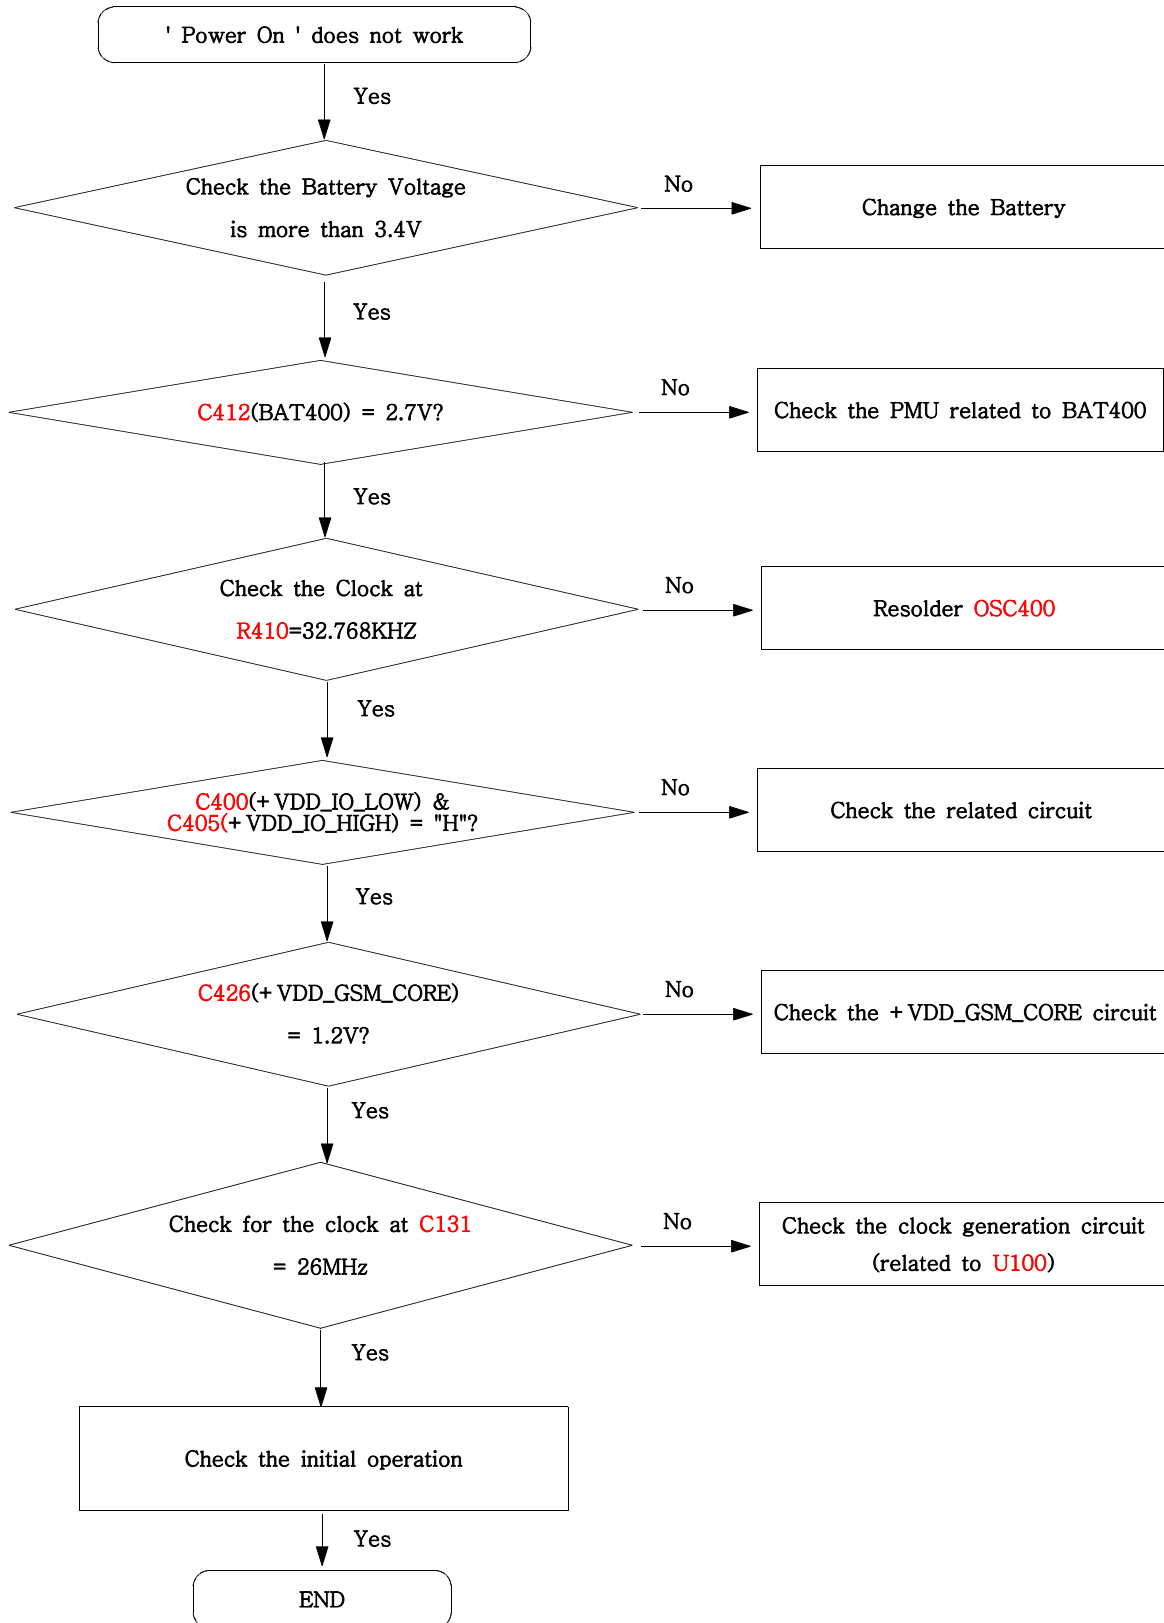 ' Power On ' does not work
Yes
Check the Battery Voltage
is more than 3.4V
No
Change the Battery
Yes
C412(BAT400) = 2.7V?
No
Check the PMU related to BAT400
Yes
Check the Clock at
R410=32.768KHZ
No
Resolder OSC400
Yes
C400(+VDD_IO_LOW) &
C405(+VDD_IO_HIGH) = "H"?
No
Check the related circuit
Yes
C426(+VDD_GSM_CORE)
= 1.2V?
No
Check the +VDD_GSM_CORE circuit
Yes
Check for the clock at C131
= 26MHz
No
Check the clock generation circuit
(related to U100)
Yes
Check the initial operation
Yes
END